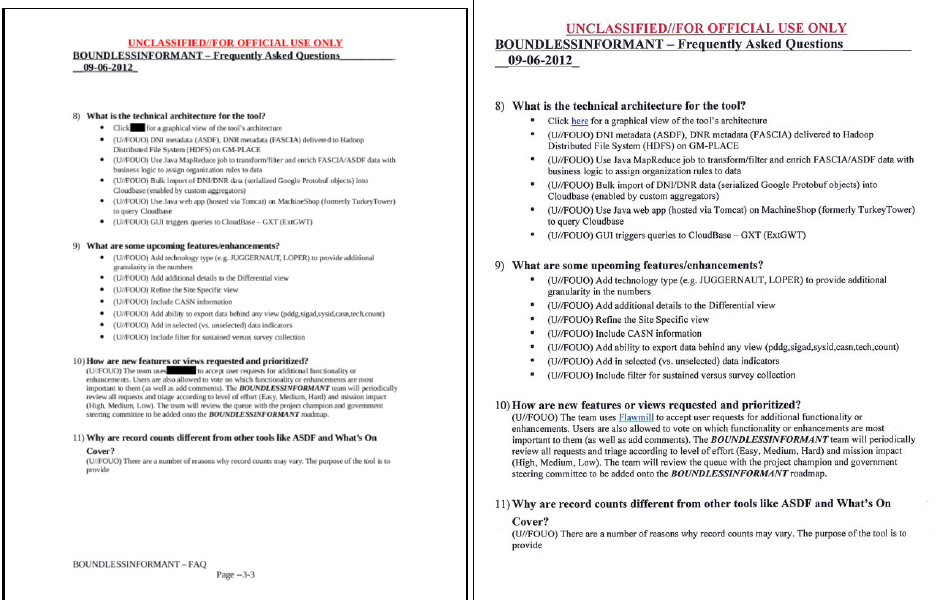 UNCLASSIFIED//FOR OFFICIAL USE ONLY
BOUNDLESSINFORMANT – Frequently Asked Questions
09-06-2012
8) What is the technical architecture for the tool?
• Click for a graphical view of the tool's architecture
• (U//FOUO) DNI metadata (ASDF), DNR metadata (FASCIA) delivered to Hadoop
Distributed File System (HDFS) on GM-PLACE
• (U//FOUO) Use Java MapReduce job to transform/filter and enrich FASCIA/ASDF data with
business logic to assign organization rules to data
• (U//FOUO) Bulk import of DNI/DNR data (serialized Google Protobuf objects) into
Cloudbase (enabled by custom aggregators)
• (U//FOUO) Use Java web app (hosted via Tomcat) on MachineShop (formerly TurkeyTower)
to query Cloudbase
• (U//FOUO) GUI triggers queries to CloudBase – GXT (ExtGWT)
9) What are some upcoming features/enhancements?
• (U//FOUO) Add technology type (e.g. JUGGERNAUT, LOPER) to provide additional
granularity in the numbers
• (U//FOUO) Add additional details to the Differential view
• (U//FOUO) Refine the Site Specific view
• (U//FOUO) Include CASN information
• (U//FOUO) Add ability to export data behind any view (pddg,sigad,sysid,casn,tech,count)
• (U//FOUO) Add in selected (vs. unselected) data indicators
• (U//FOUO) Include filter for sustained versus survey collection
10) How are new features or views requested and prioritized?
(U//FOUO) The team uses to accept user requests for additional functionality or
enhancements. Users are also allowed to vote on which functionality or enhancements are most
important to them (as well as add comments). The BOUNDLESSINFORMANT team will periodically
review all requests and triage according to level of effort (Easy, Medium, Hard) and mission impact
(High, Medium, Low). The team will review the queue with the project champion and government
steering committee to be added onto the BOUNDLESSINFORMANT roadmap.
11) Why are record counts different from other tools like ASDF and What's On
Cover?
(U//FOUO) There are a number of reasons why record counts may vary. The purpose of the tool is to
provide
BOUNDLESSINFORMANT – FAQ
Page –3-3
UNCLASSIFIED//FOR OFFICIAL USE ONLY
BOUNDLESSINFORMANT – Frequently Asked Questions
09-06-2012
8) What is the technical architecture for the tool?
• Click here for a graphical view of the tool's architecture
• (U//FOUO) DNI metadata (ASDF), DNR metadata (FASCIA) delivered to Hadoop
Distributed File System (HDFS) on GM-PLACE
• (U//FOUO) Use Java MapReduce job to transform/filter and enrich FASCIA/ASDF data with
business logic to assign organization rules to data
• (U//FOUO) Bulk import of DNI/DNR data (serialized Google Protobuf objects) into
Cloudbase (enabled by custom aggregators)
• (U//FOUO) Use Java web app (hosted via Tomcat) on MachineShop (formerly TurkeyTower)
to query Cloudbase
• (U//FOUO) GUI triggers queries to CloudBase – GXT (ExtGWT)
9) What are some upcoming features/enhancements?
• (U//FOUO) Add technology type (e.g. JUGGERNAUT, LOPER) to provide additional
granularity in the numbers
• (U//FOUO) Add additional details to the Differential view
• (U//FOUO) Refine the Site Specific view
• (U//FOUO) Include CASN information
• (U//FOUO) Add ability to export data behind any view (pddg,sigad,sysid,casn,tech,count)
• (U//FOUO) Add in selected (vs. unselected) data indicators
• (U//FOUO) Include filter for sustained versus survey collection
10) How are new features or views requested and prioritized?
(U//FOUO) The team uses Flawmill to accept user requests for additional functionality or
enhancements. Users are also allowed to vote on which functionality or enhancements are most
important to them (as well as add comments). The BOUNDLESSINFORMANT team will periodically
review all requests and triage according to level of effort (Easy, Medium, Hard) and mission impact
(High, Medium, Low). The team will review the queue with the project champion and government
steering committee to be added onto the BOUNDLESSINFORMANT roadmap.
11) Why are record counts different from other tools like ASDF and What's On
Cover?
(U//FOUO) There are a number of reasons why record counts may vary. The purpose of the tool is to
provide